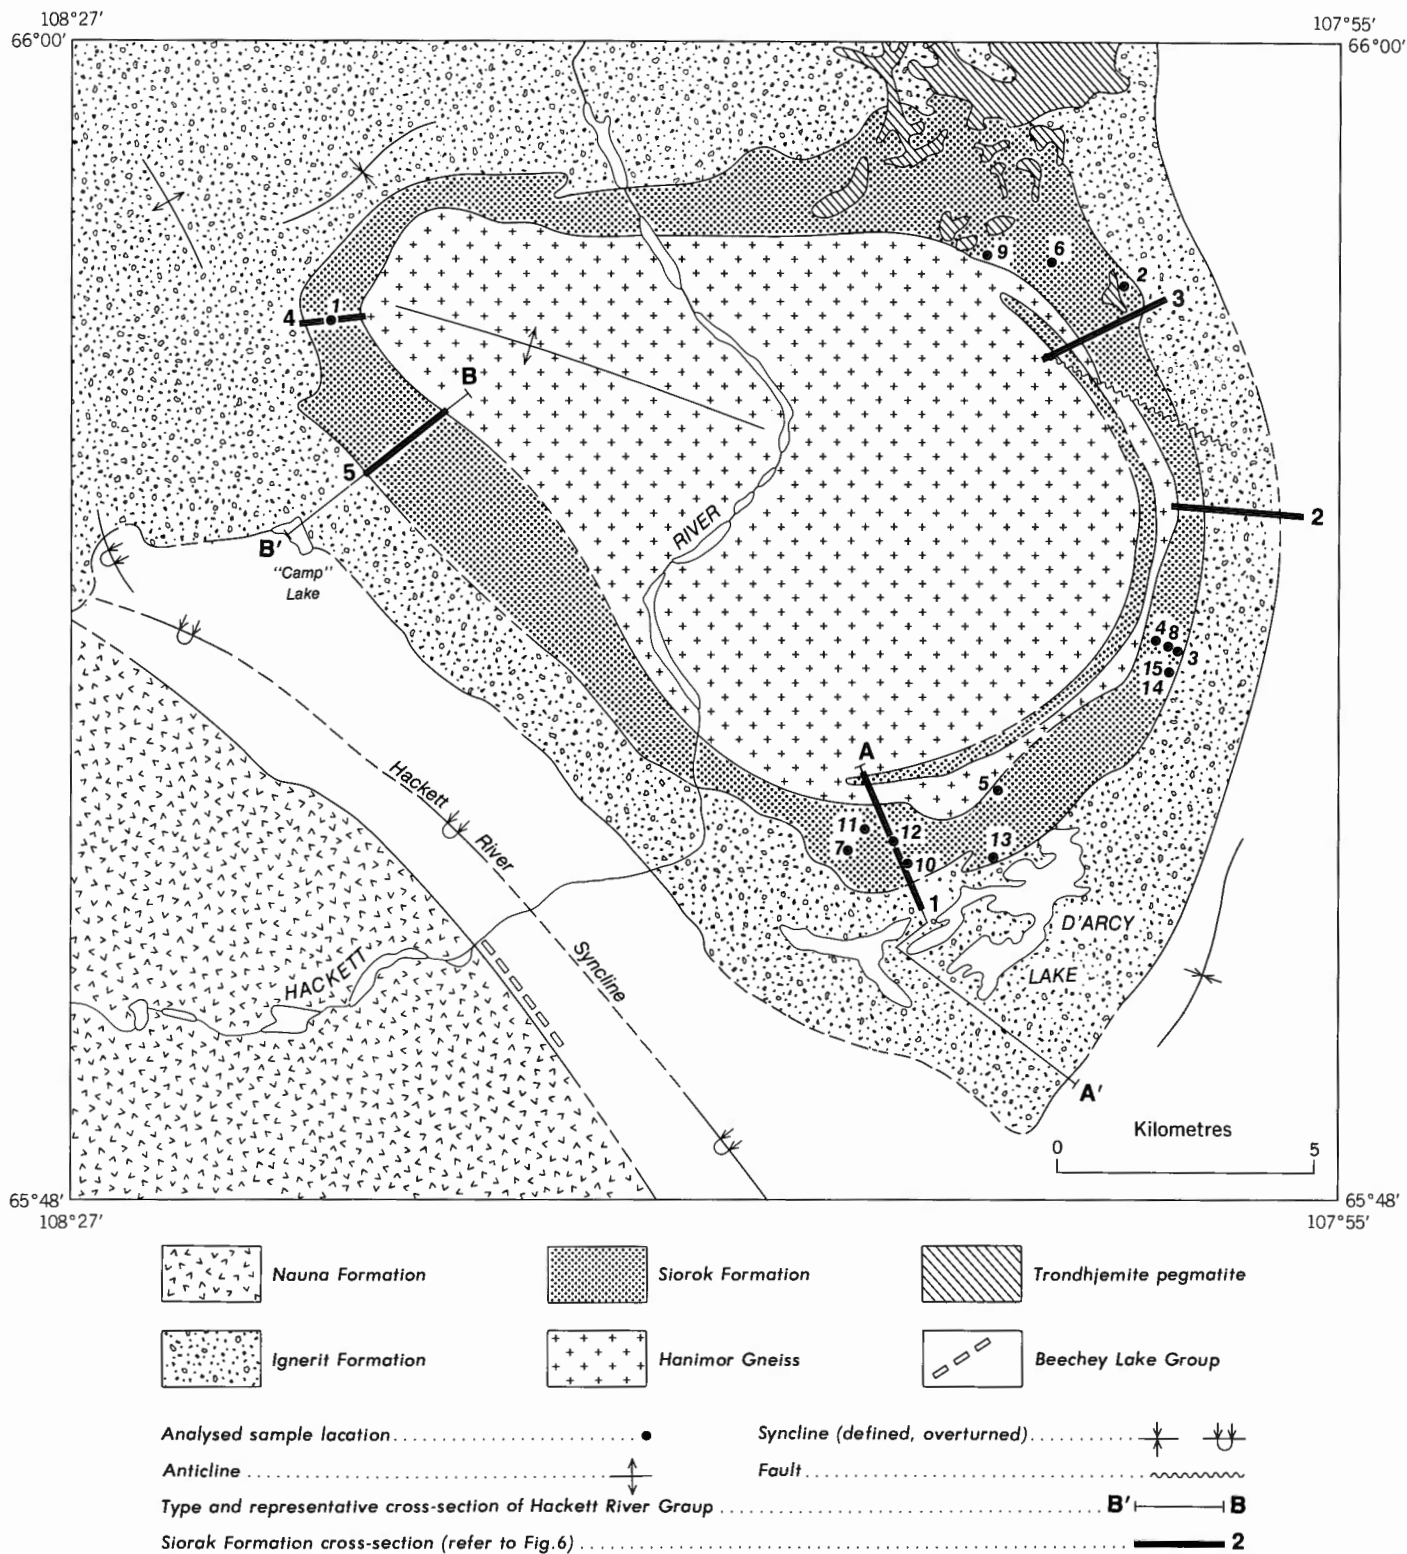 108°27' 107°55'
66°00' 66°00'
9 6
2
3
4 1
B
5
RIVER
2
B'
"Camp"
Lake
4 8
3
15
14
A
Hackett
River
Syncline
5
11 12
7 10
13
1
D'ARCY
LAKE
HACKETT
A'
Kilometres
0 5
65°48' 65°48'
108°27' 107°55'
Nauna Formation Siorok Formation Trondhjemite pegmatite
Ignerit Formation Hanimor Gneiss Beechey Lake Group
Analysed sample lacation Syncline (defined, overturned)
Anticline Fault
Type and representative cross-section of Hackett River Graup B' B
Siorak Formation cross-section (refer to Fig.6) 2